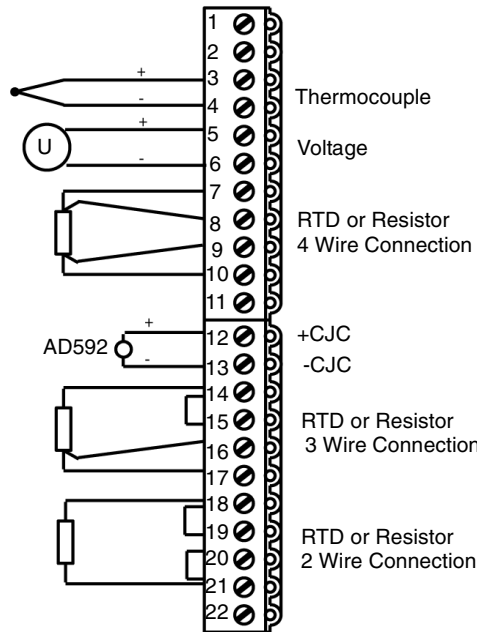 1
2
+ 3
- 4
Thermocouple
+ 5
U
Voltage
- 6
7
8
RTD or Resistor
9
4 Wire Connection
10
11
+ 12 +CJC
AD592
- 13 -CJC
14
15
RTD or Resistor
16
3 Wire Connection
17
18
19
RTD or Resistor
20
2 Wire Connection
21
22